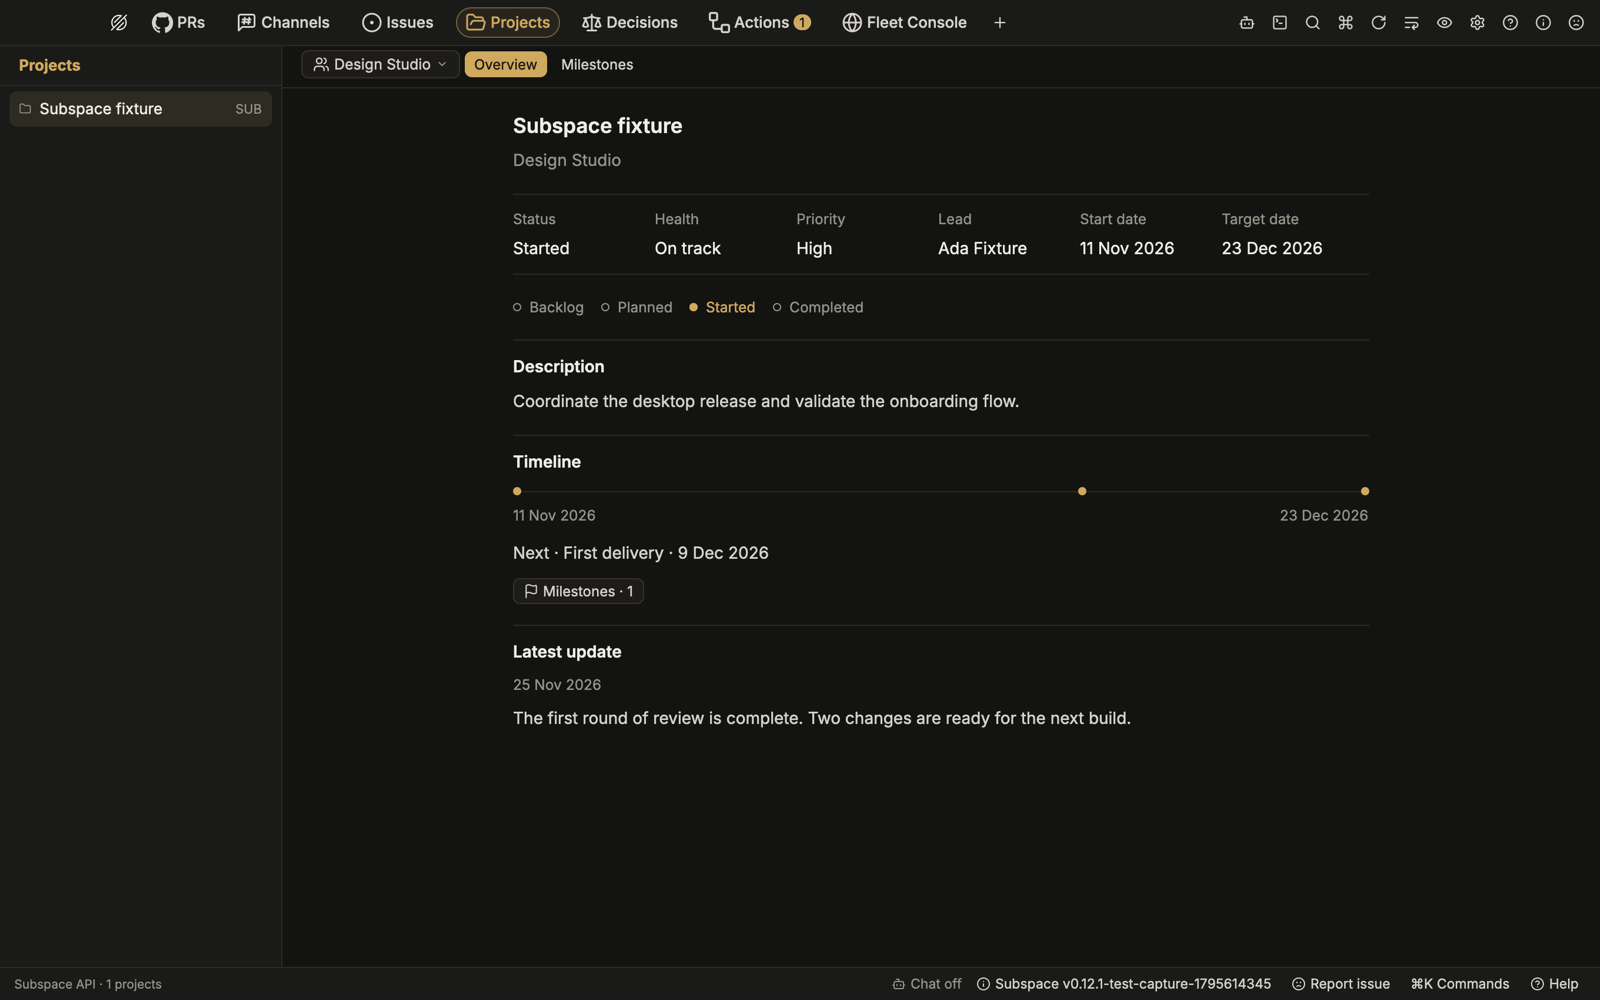 PRs Channels Issues Projects Decisions Actions 1 Fleet Console
Projects
Subspace fixture SUB
Design Studio Overview Milestones
Subspace fixture
Design Studio
Status Health Priority Lead Start date Target date
Started On track High Ada Fixture 11 Nov 2026 23 Dec 2026
Backlog Planned Started Completed
Description
Coordinate the desktop release and validate the onboarding flow.
Timeline
11 Nov 2026 23 Dec 2026
Next · First delivery · 9 Dec 2026
Milestones · 1
Latest update
25 Nov 2026
The first round of review is complete. Two changes are ready for the next build.
Subspace API · 1 projects Chat off Subspace v0.12.1-test-capture-1795614345 Report issue ⌘K Commands Help